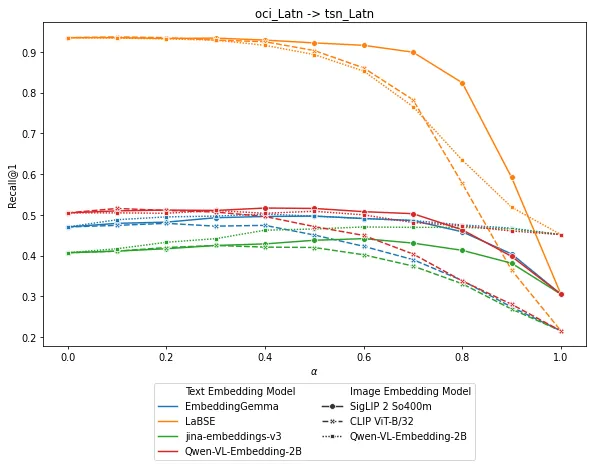 oci_Latn -> tsn_Latn
Recall@1
0.9
0.8
0.7
0.6
0.5
0.4
0.3
0.2
0.0 0.2 0.4 0.6 0.8 1.0
α
Text Embedding Model Image Embedding Model
EmbeddingGemma SigLIP 2 So400m
LaBSE CLIP ViT-B/32
jina-embeddings-v3 Qwen-VL-Embedding-2B
Qwen-VL-Embedding-2B